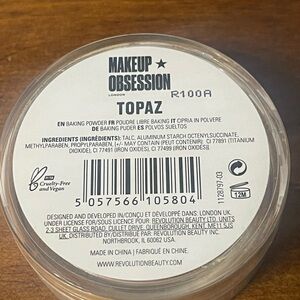 MAKEUP ★
OBSESSION
LONDON
R100A
TOPAZ
EN BAKING POWDER FR POUDRE LIBRE BAKING IT CIPRIA IN POLVERE
DE BAKING PUDER ES POLVOS SUELTOS
INGREDIENTS (INGRÉDIENTS): TALC, ALUMINUM STARCH OCTENYLSUCCINATE,
METHYLPARABEN, PROPYLPARABEN, (+/- MAY CONTAIN (PEUT CONTENIR): CI 77891 (TITANIUM
DIOXIDE), CI 77491 (IRON OXIDES), CI 77499 (IRON OXIDES).
Cruelty-Free
and Vegan
5 057566 105804
1128797-03
12M
DESIGNED AND DEVELOPED IN/CONÇU ET DÉVELOPPÉ DANS: LONDON UK.
UNDER LICENSE FOR/SOUS LICENCE POUR: REVOLUTION BEAUTY LTD. UNITS
2-3 SHEET GLASS ROAD, CULLET DRIVE, QUEENBOROUGH, KENT, ME11 5JS
UK. DISTRIBUTED BY/DISTRIBUÉ PAR: REVOLUTION BEAUTY INC.
NORTHBROOK, IL 60062 USA.
MADE IN CHINA | FABRIQUÉ EN CHINE.
WWW.REVOLUTIONBEAUTY.COM